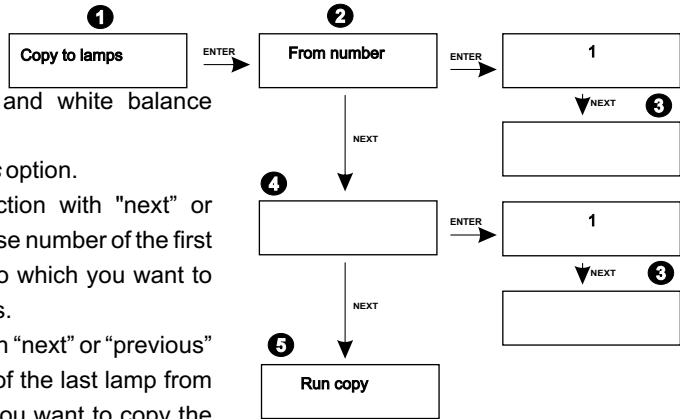 1
2
Copy to lamps
ENTER
From number
ENTER
1
NEXT
3
and white balance
option.
NEXT
4
ction with "next” or
se number of the first
o which you want to
s.
ENTER
1
NEXT
3
n “next” or “previous”
of the last lamp from
you want to copy the
NEXT
5
Run copy